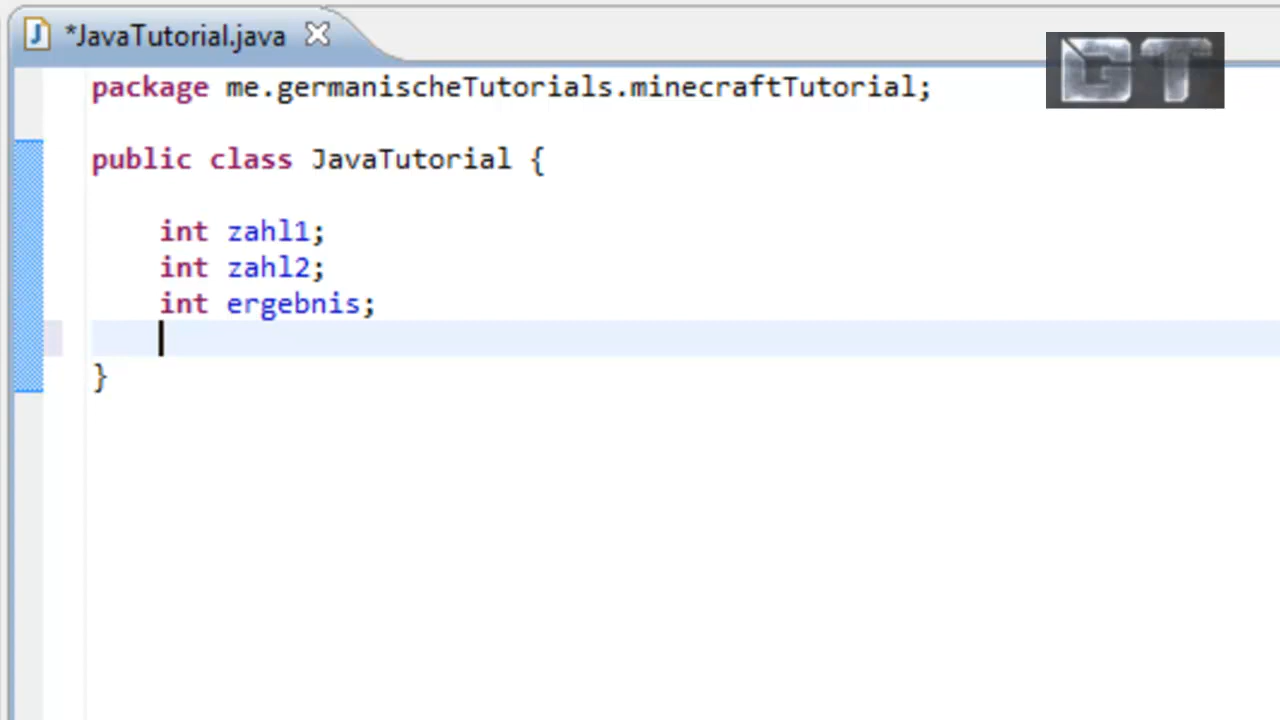 *JavaTutorial.java
GT
package me.germanischeTutorials.minecraftTutorial;
public class JavaTutorial {
int zahl1;
int zahl2;
int ergebnis;
}